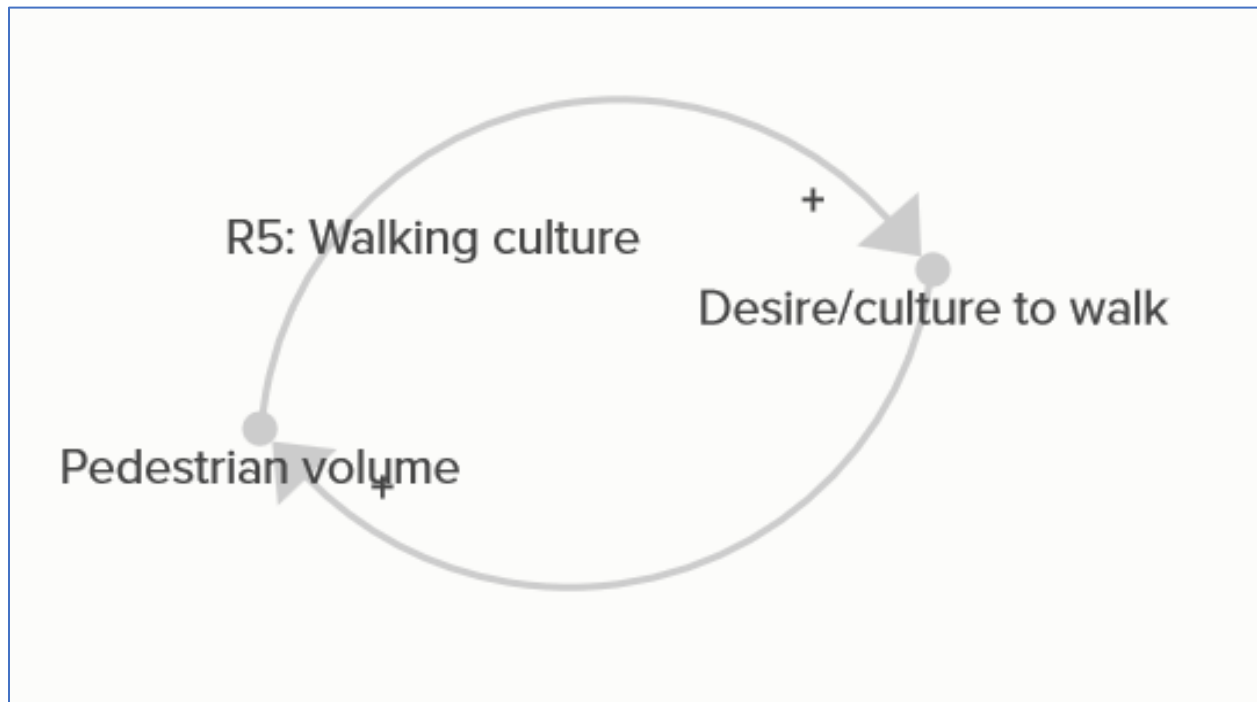 +
R5: Walking culture
Desire/culture to walk
Pedestrian volume
+